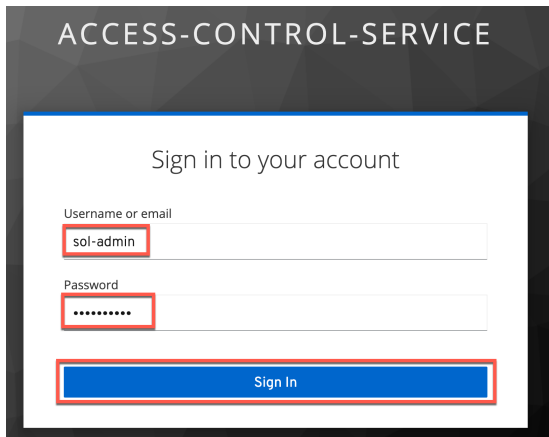 ACCESS-CONTROL-SERVICE
Sign in to your account
Username or email
sol-admin
Password
••••••••••
Sign In